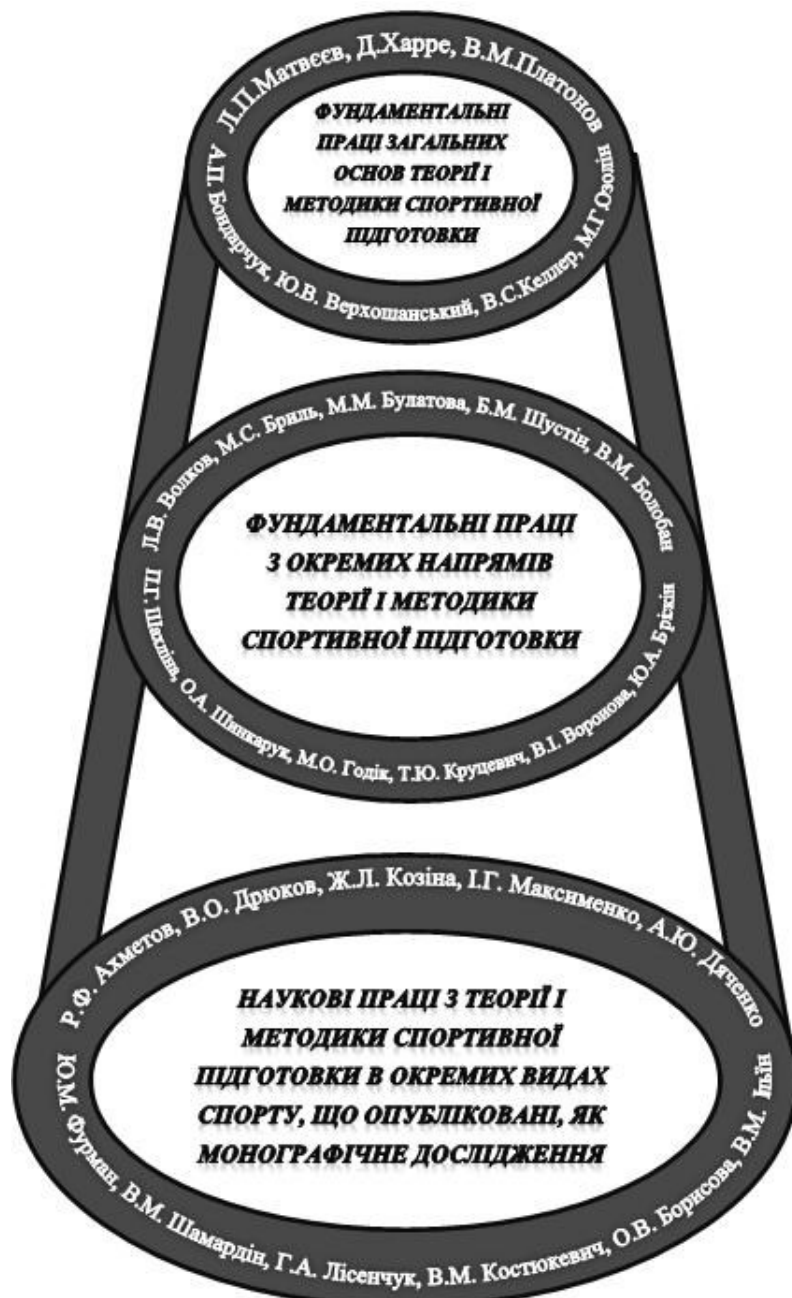 Л.П.Матвєєв, Д.Харре, В.М.Платонов
ФУНДАМЕНТАЛЬНІ
ПРАЦІ ЗАГАЛЬНИХ
ОСНОВ ТЕОРІЇ І
МЕТОДИКИ СПОРТИВНОЇ
ПІДГОТОВКИ
А.П. Бондарчук, Ю.В. Верхошанський, В.С.Келлер, М.Г.Озолін
Л.В. Волков, М.С. Бриль, М.М. Булатова, Б.М. Шустін, В.М. Болобан
ФУНДАМЕНТАЛЬНІ ПРАЦІ
З ОКРЕМИХ НАПРЯМІВ
ТЕОРІЇ І МЕТОДИКИ
СПОРТИВНОЇ ПІДГОТОВКИ
Шахліна, О.А. Шинкарук, М.О. Годік, Т.Ю. Круцевич, В.І. Воронова, Ю.А. Бріскін
Р.Ф. Ахметов, В.О. Дрюков, Ж.Л. Козіна, І.Г. Максименко, А.Ю. Дяченко
НАУКОВІ ПРАЦІ З ТЕОРІЇ І
МЕТОДИКИ СПОРТИВНОЇ
ПІДГОТОВКИ В ОКРЕМИХ ВИДАХ
СПОРТУ, ЩО ОПУБЛІКОВАНІ, ЯК
МОНОГРАФІЧНЕ ДОСЛІДЖЕННЯ
Ю.М. Фурман, В.М. Шамардін, Г.А. Лісенчук, В.М. Костюкевич, О.В. Борисова, В.М. Ільїн